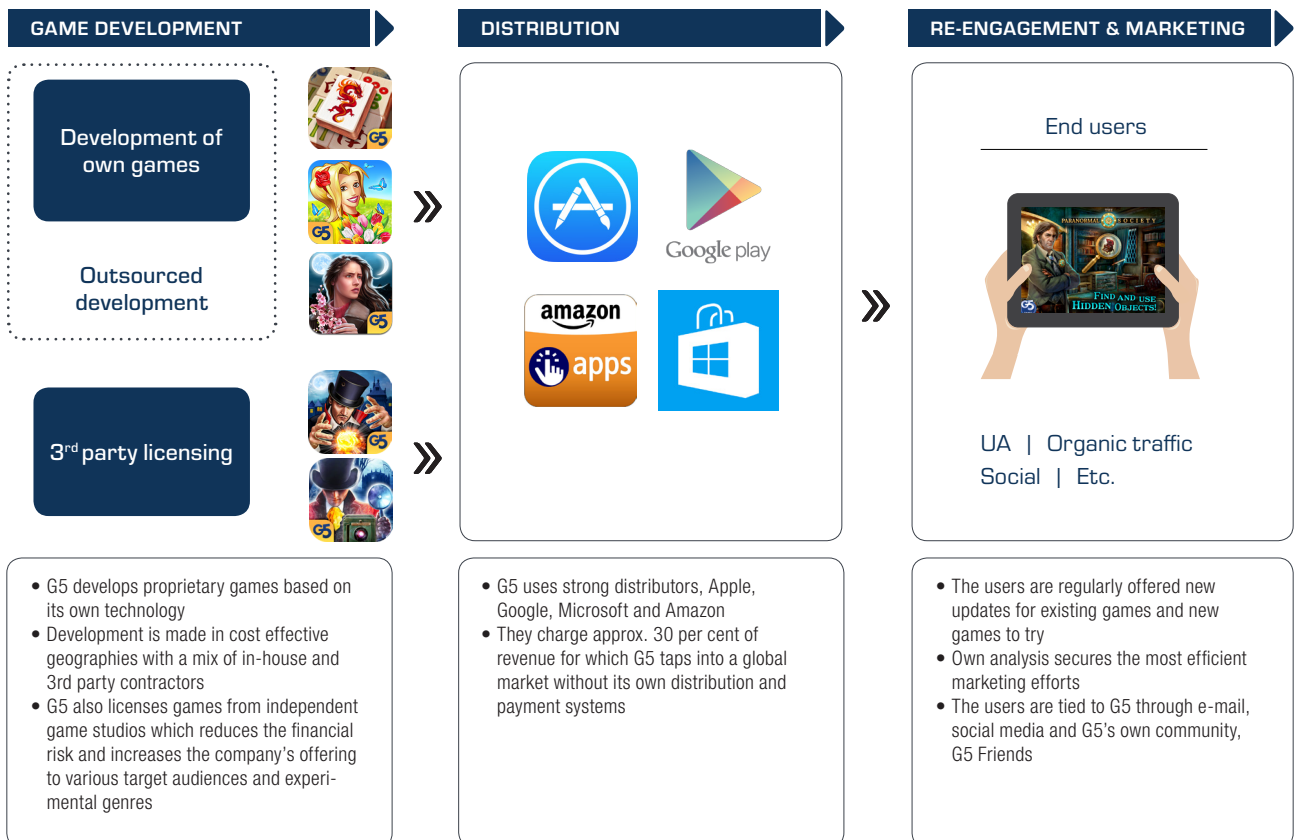 GAME DEVELOPMENT
Development of
own games
Outsourced
development
3rd party licensing
G5
G5
G5
G5
G5
• G5 develops proprietary games based on
its own technology
• Development is made in cost effective
geographies with a mix of in-house and
3rd party contractors
• G5 also licenses games from independent
game studios which reduces the financial
risk and increases the company's offering
to various target audiences and experi-
mental genres
DISTRIBUTION
Google play
amazon
apps
• G5 uses strong distributors, Apple,
Google, Microsoft and Amazon
• They charge approx. 30 per cent of
revenue for which G5 taps into a global
market without its own distribution and
payment systems
RE-ENGAGEMENT & MARKETING
End users
PARANORMAL SOCIETY
FIND AND USE
HIDDEN OBJECTS!
G5
UA | Organic traffic
Social | Etc.
• The users are regularly offered new
updates for existing games and new
games to try
• Own analysis secures the most efficient
marketing efforts
• The users are tied to G5 through e-mail,
social media and G5's own community,
G5 Friends